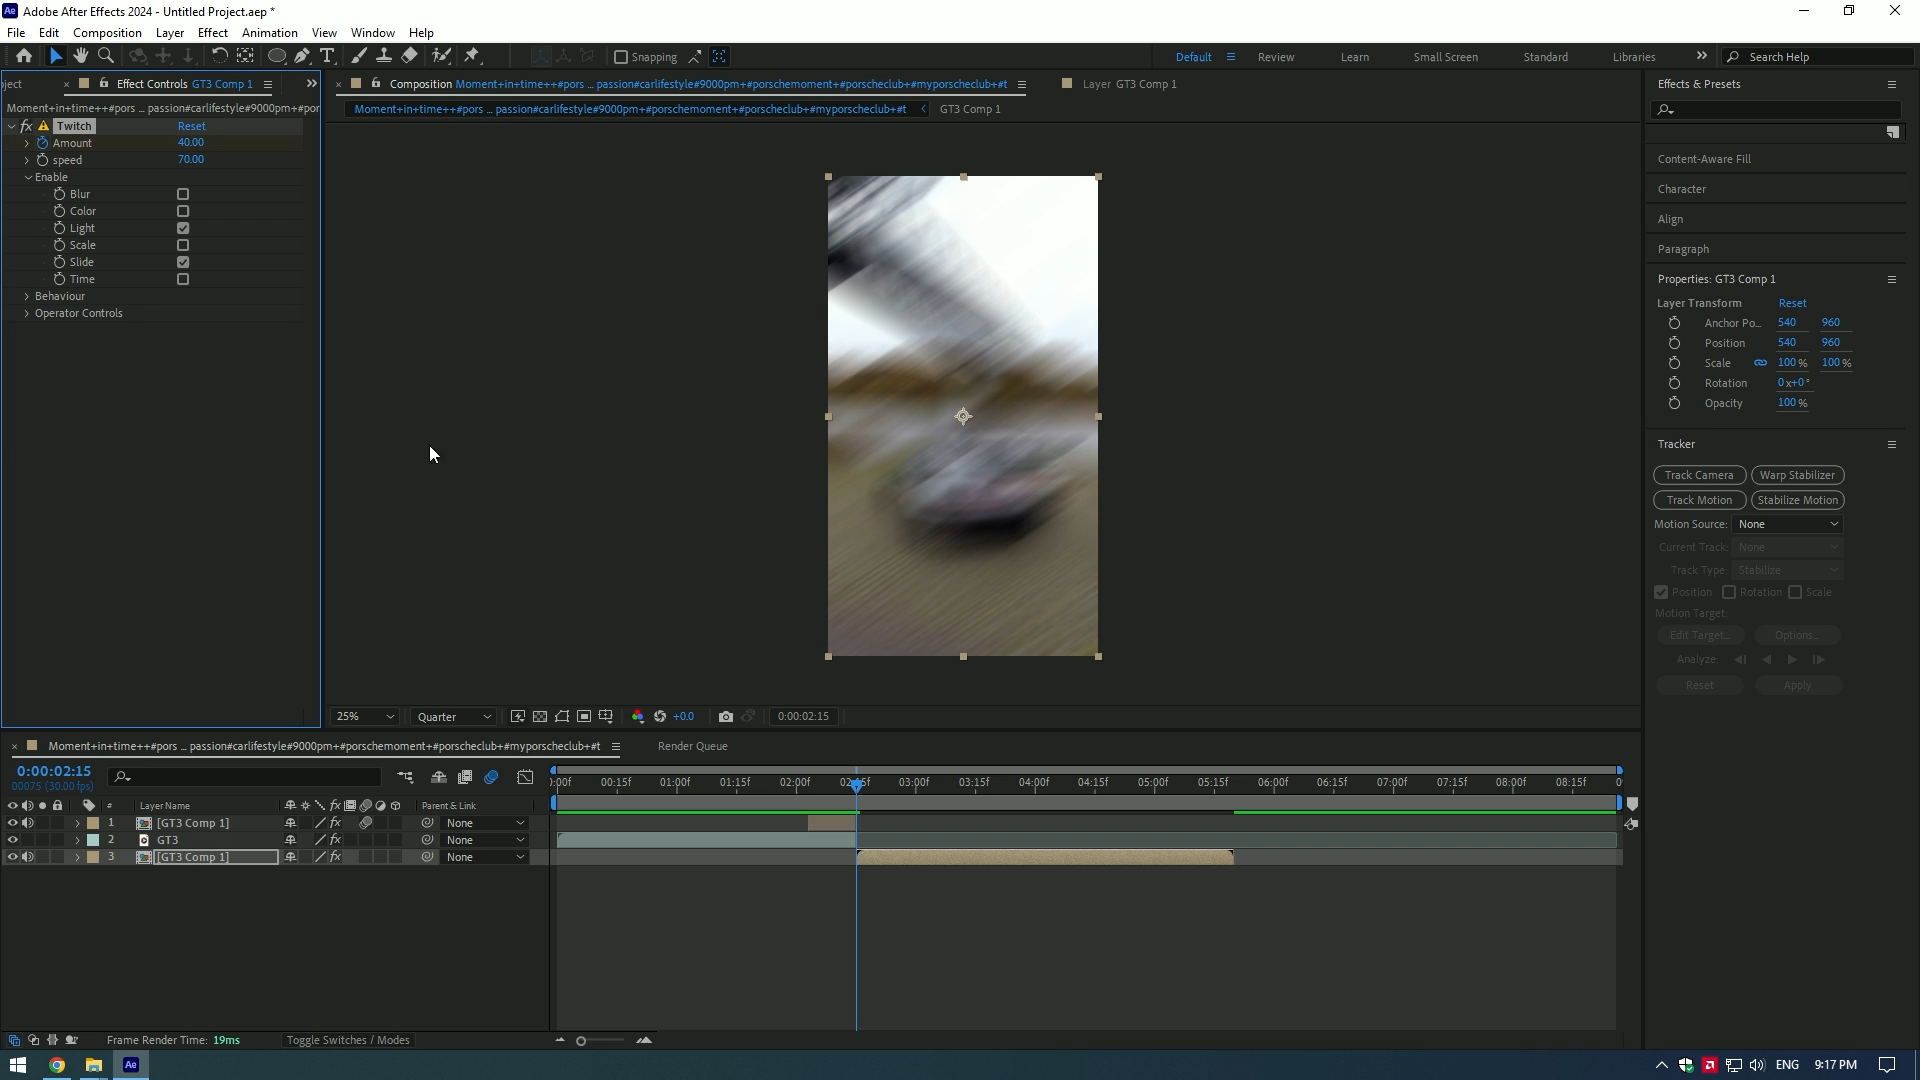 Adobe After Effects 2024 - Untitled Project.aep *
File Edit Composition Layer Effect Animation View Window Help
Snapping Default Review Learn Small Screen Standard Libraries Search Help
ject Effect Controls GT3 Comp 1
Composition Moment+in+time++#pors ... passion#carlifestyle#9000pm+#porschemoment+#porscheclub+#myporscheclub+#t
Layer GT3 Comp 1
Effects & Presets
Moment+in+time++#pors ... passion#carlifestyle#9000pm+#por
Moment+in+time++#pors ... passion#carlifestyle#9000pm+#porschemoment+#porscheclub+#myporscheclub+#t GT3 Comp 1
fx Twitch Reset
Amount 40.00
speed 70.00
Enable
Blur
Color
Light
Scale
Slide
Time
Behaviour
Operator Controls
Content-Aware Fill
Character
Align
Paragraph
Properties: GT3 Comp 1
Layer Transform Reset
Anchor Po... 540 960
Position 540 960
Scale 100 % 100 %
Rotation 0x+0°
Opacity 100 %
Tracker
Track Camera Warp Stabilizer
Track Motion Stabilize Motion
Motion Source: None
Current Track: None
Track Type: Stabilize
Position Rotation Scale
Motion Target:
Edit Target... Options...
Analyze:
Reset Apply
25% Quarter +0.0 0:00:02:15
Moment+in+time++#pors ... passion#carlifestyle#9000pm+#porschemoment+#porscheclub+#myporscheclub+#t Render Queue
0:00:02:15
00075 (30.00 fps)
:00f 00:15f 01:00f 01:15f 02:00f 02:15f 03:00f 03:15f 04:00f 04:15f 05:00f 05:15f 06:00f 06:15f 07:00f 07:15f 08:00f 08:15f
# Layer Name fx Parent & Link
1 [GT3 Comp 1] fx None
2 GT3 fx None
3 [GT3 Comp 1] fx None
Frame Render Time: 19ms Toggle Switches / Modes
Ae ENG 9:17 PM